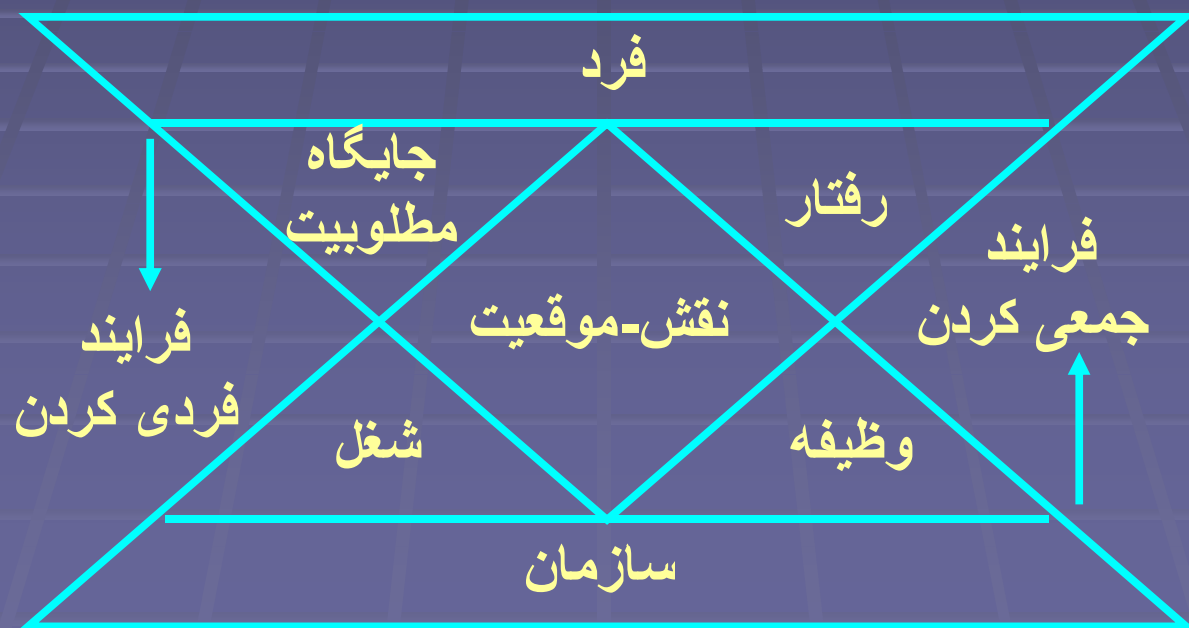 فرد
جایگاه
مطلوبیت
رفتار
فرایند
جمعی کردن
نقش-موقعیت
فرایند
فردی کردن
شغل
وظیفه
سازمان